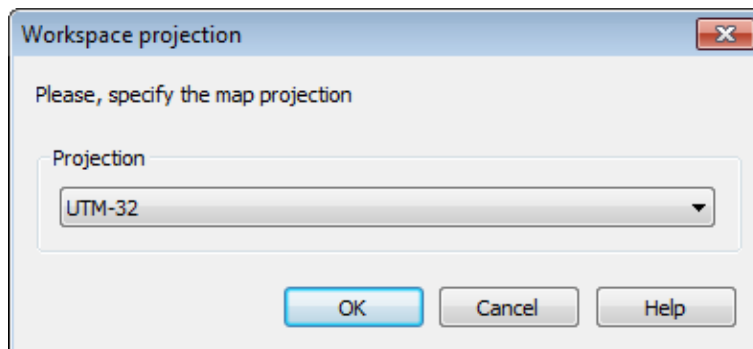 Workspace projection
Please, specify the map projection
Projection
UTM-32
OK Cancel Help